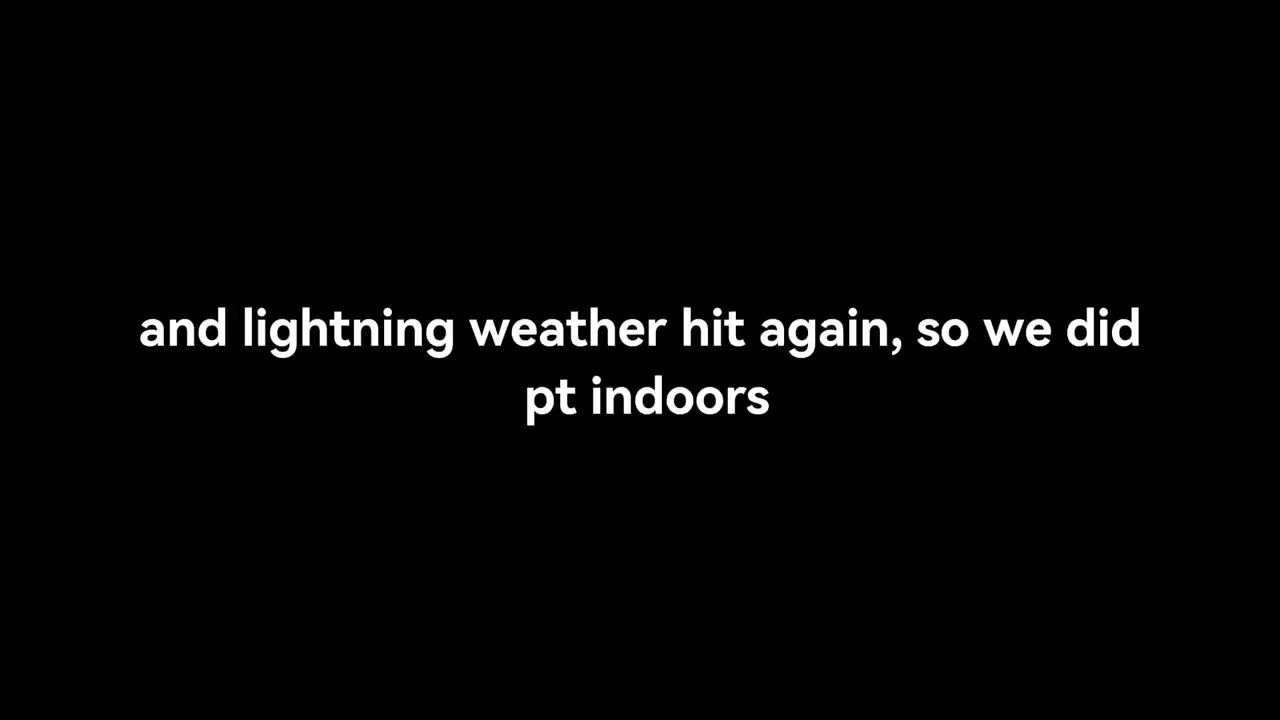 and lightning weather hit again, so we did
pt indoors